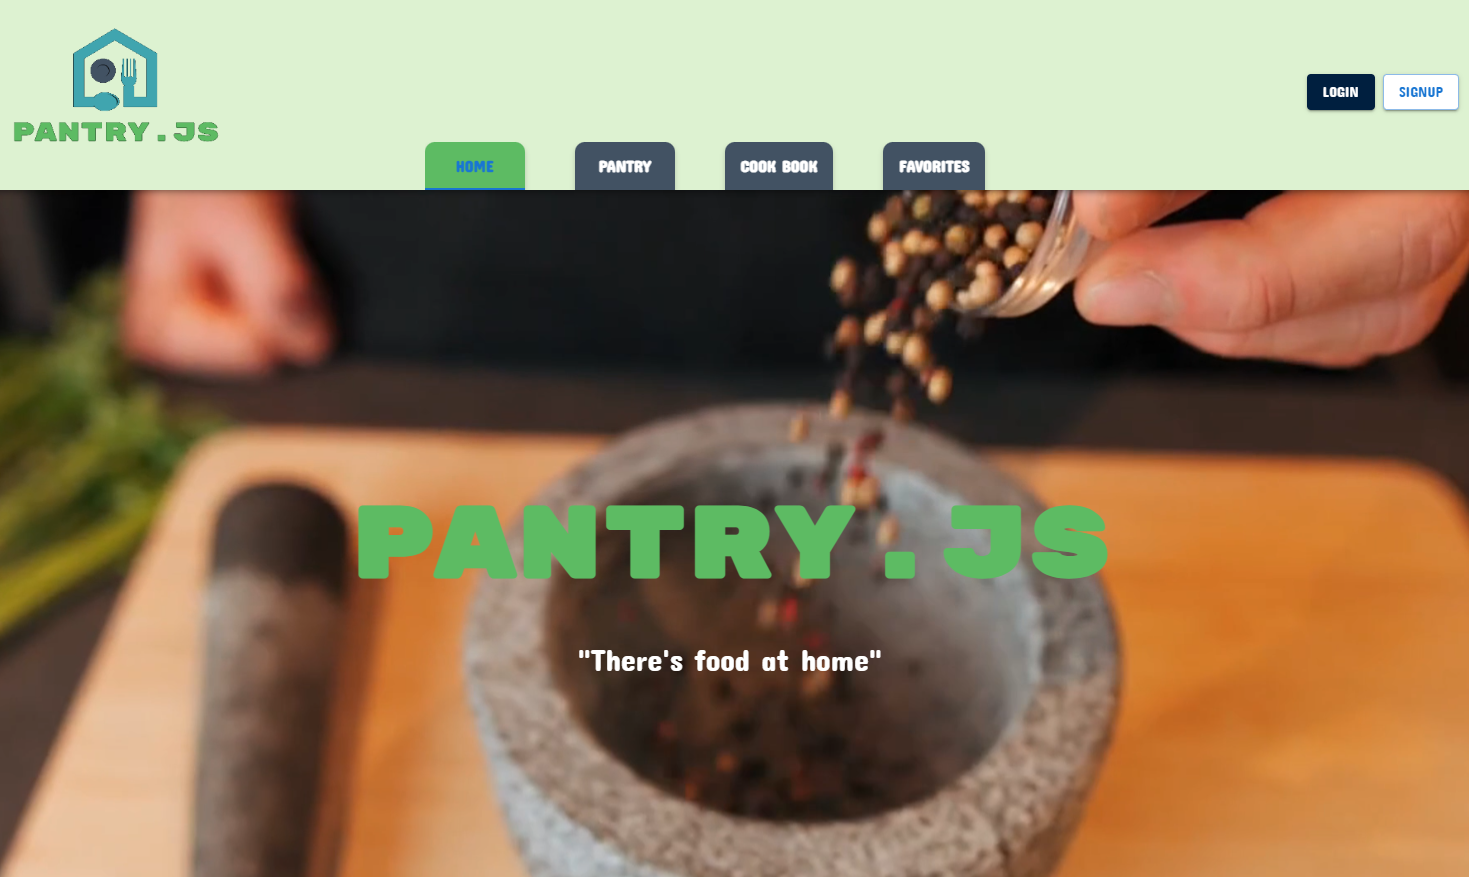 PANTRY.JS
LOGIN
SIGNUP
HOME
PANTRY
COOK BOOK
FAVORITES
PANTRY.JS
"There's food at home"